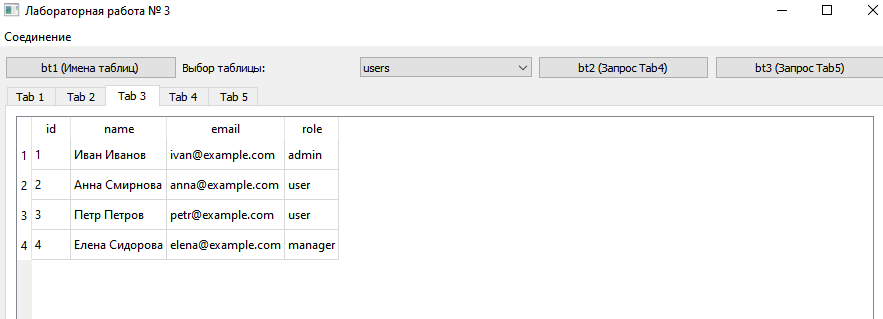 Лабораторная работа № 3
Соединение
bt1 (Имена таблиц) Выбор таблицы: users bt2 (Запрос Tab4) bt3 (Запрос Tab5)
Tab 1 Tab 2 Tab 3 Tab 4 Tab 5
id name email role
1 1 Иван Иванов ivan@example.com admin
2 2 Анна Смирнова anna@example.com user
3 3 Петр Петров petr@example.com user
4 4 Елена Сидорова elena@example.com manager